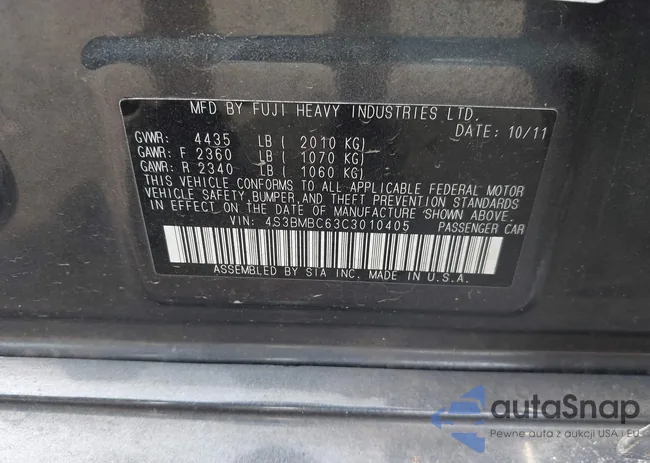 MFD BY FUJI HEAVY INDUSTRIES LTD.
DATE: 10/11
GVWR: 4435 LB ( 2010 KG)
GAWR: F 2360 LB ( 1070 KG)
GAWR: R 2340 LB ( 1060 KG)
THIS VEHICLE CONFORMS TO ALL APPLICABLE FEDERAL MOTOR
VEHICLE SAFETY, BUMPER, AND THEFT PREVENTION STANDARDS
IN EFFECT ON THE DATE OF MANUFACTURE SHOWN ABOVE.
VIN: 4S3BMBC63C3010405 PASSENGER CAR
ASSEMBLED BY SIA INC. MADE IN U.S.A.
autaSnap
Pewne auta z aukcji USA i EU